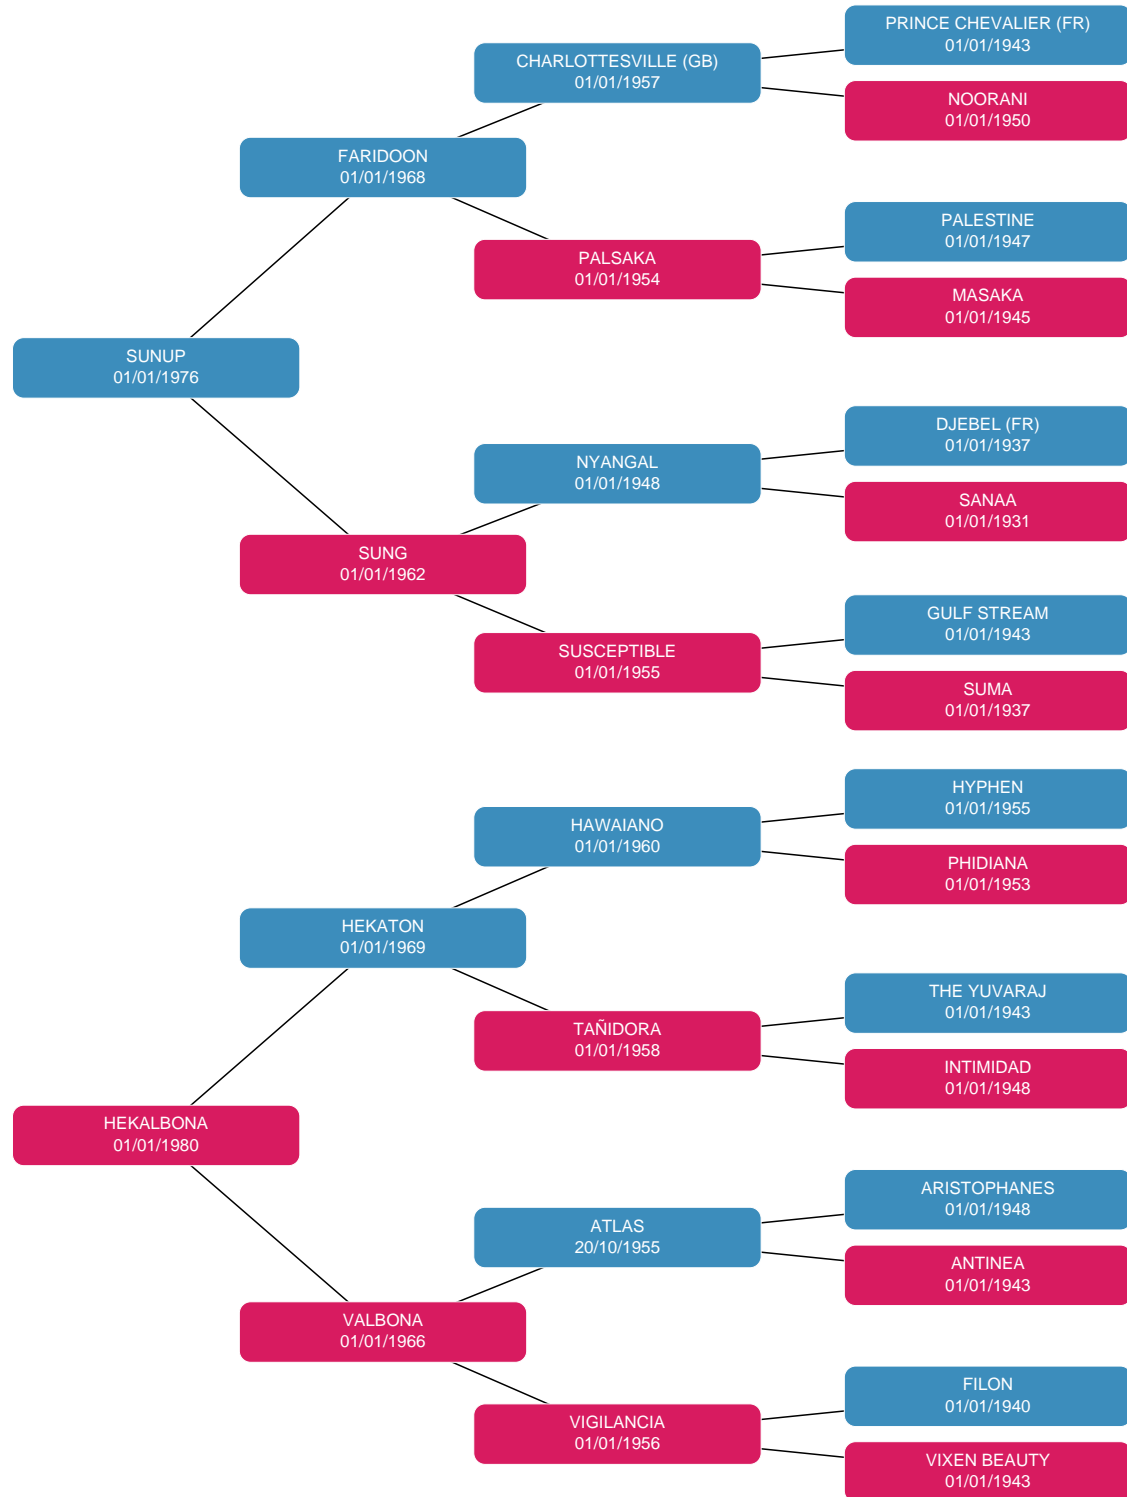 PRINCE CHEVALIER (FR)
01/01/1943
CHARLOTTESVILLE (GB)
01/01/1957
NOORANI
01/01/1950
FARIDOON
01/01/1968
PALESTINE
01/01/1947
PALSAKA
01/01/1954
MASAKA
01/01/1945
SUNUP
01/01/1976
DJEBEL (FR)
01/01/1937
NYANGAL
01/01/1948
SANAA
01/01/1931
SUNG
01/01/1962
GULF STREAM
01/01/1943
SUSCEPTIBLE
01/01/1955
SUMA
01/01/1937
HYPHEN
01/01/1955
HAWAIANO
01/01/1960
PHIDIANA
01/01/1953
HEKATON
01/01/1969
THE YUVARAJ
01/01/1943
TAÑIDORA
01/01/1958
INTIMIDAD
01/01/1948
HEKALBONA
01/01/1980
ARISTOPHANES
01/01/1948
ATLAS
20/10/1955
ANTINEA
01/01/1943
VALBONA
01/01/1966
FILON
01/01/1940
VIGILANCIA
01/01/1956
VIXEN BEAUTY
01/01/1943